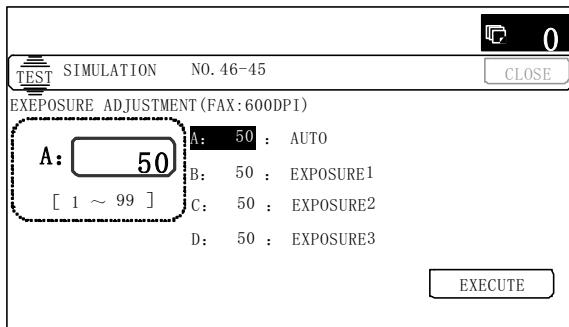 0
TEST SIMULATION NO. 46-45 CLOSE
EXEPOSURE ADJUSTMENT(FAX:600DPI)
A: 50
[ 1 ～ 99 ]
A: 50 : AUTO
B: 50 : EXPOSURE1
C: 50 : EXPOSURE2
D: 50 : EXPOSURE3
EXECUTE